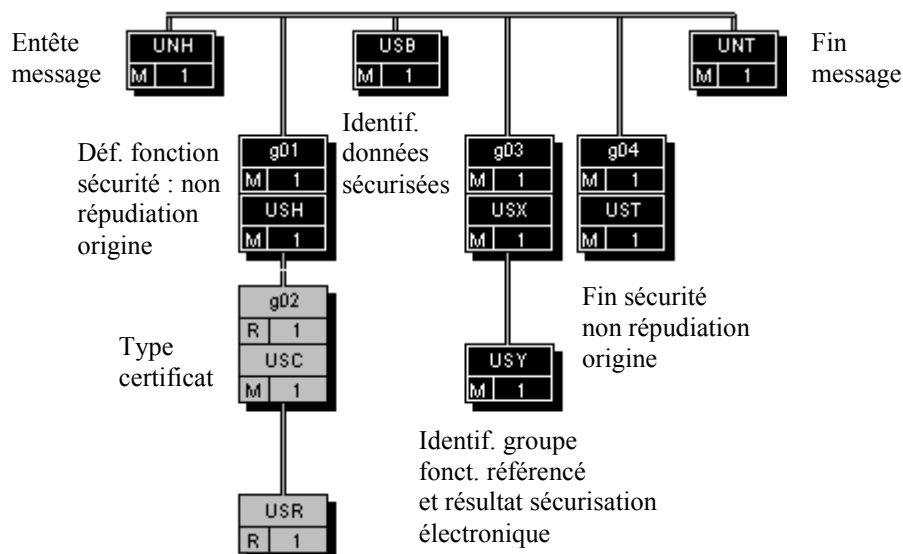 Entête
message
UNH
M 1
USB
M 1
UNT
M 1
Fin
message
Déf. fonction
sécurité : non
répudiation
origine
g01
M 1
USH
M 1
Identif.
données
sécurisées
g03
M 1
USX
M 1
g04
M 1
UST
M 1
Type
certificat
g02
R 1
USC
M 1
USY
M 1
Fin sécurité
non répudiation
origine
USR
R 1
Identif. groupe
fonct. référencé
et résultat sécurisation
électronique